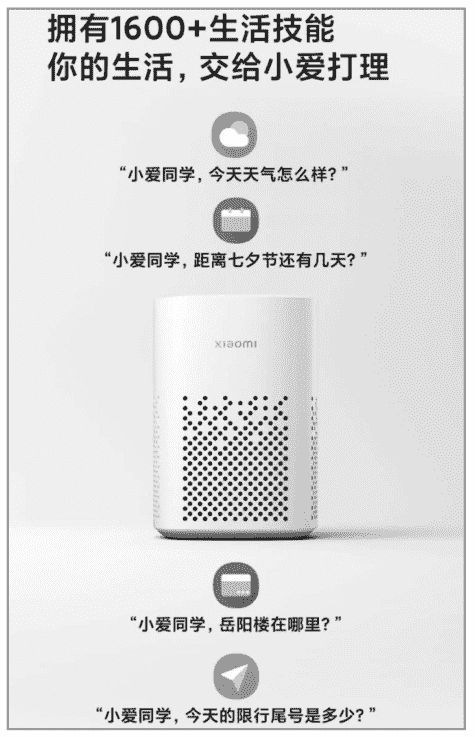 拥有1600+生活技能
你的生活，交给小爱打理
“小爱同学，今天天气怎么样？”
“小爱同学，距离七夕节还有几天？”
xiaomi
“小爱同学，岳阳楼在哪里？”
“小爱同学，今天的限行尾号是多少？”